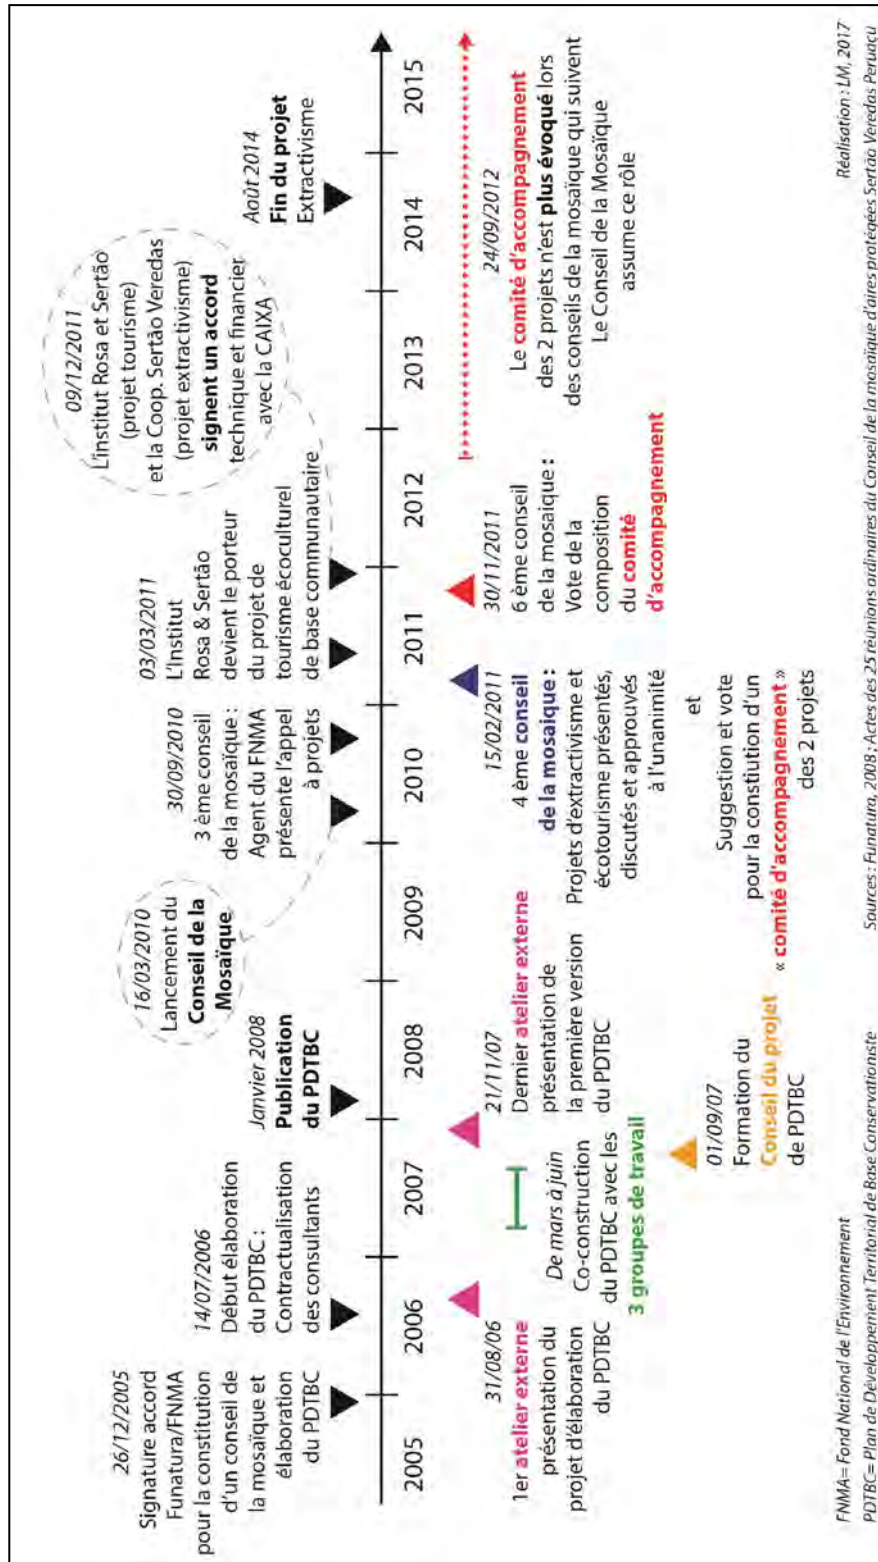 26/12/2005
Signature accord
Funatura/FNMA
pour la constitution
d'un conseil de
la mosaïque et
élaboration
du PDTBC
14/07/2006
Début élaboration
du PDTBC :
Contractualisation
des consultants
Janvier 2008
Publication
du PDTBC
16/03/2010
Lancement du
Conseil de la
Mosaïque
30/09/2010
3 ème conseil
de la mosaïque :
Agent du FNMA
présente l'appel
à projets
03/03/2011
L'Institut
Rosa & Sertão
devient le porteur
du projet de
tourisme écoculturel
de base communautaire
09/12/2011
L'institut Rosa et Sertão
(projet tourisme)
et la Coop. Sertão Veredas
(projet extractivisme)
signent un accord
technique et financier
avec la CAIXA
Août 2014
Fin du projet
Extractivisme
2005
2006
2007
2008
2009
2010
2011
2012
2013
2014
2015
31/08/06
1er atelier externe
présentation du
projet d'élaboration
du PDTBC
De mars à juin
Co-construction
du PDTBC avec les
3 groupes de travail
21/11/07
Dernier atelier externe
présentation de
la première version
du PDTBC
01/09/07
Formation du
Conseil du projet
de PDTBC
15/02/2011
4 ème conseil
de la mosaique :
Projets d'extractivisme et
écotourisme présentés,
discutés et approuvés
à l'unanimité
et
Suggestion et vote
pour la constitution d'un
« comité d'accompagnement »
des 2 projets
30/11/2011
6 ème conseil
de la mosaique :
Vote de la
composition
du comité
d'accompagnement
24/09/2012
Le comité d'accompagnement
des 2 projets n'est plus évoqué lors
des conseils de la mosaïque qui suivent
Le Conseil de la Mosaïque
assume ce rôle
FNMA= Fond National de l'Environnement
Réalisation : LM, 2017
PDTBC= Plan de Développement Territorial de Base Conservationiste
Sources : Funatura, 2008 ; Actes des 25 réunions ordinaires du Conseil de la mosaïque d'aires protégées Sertão Veredas Peruaçu